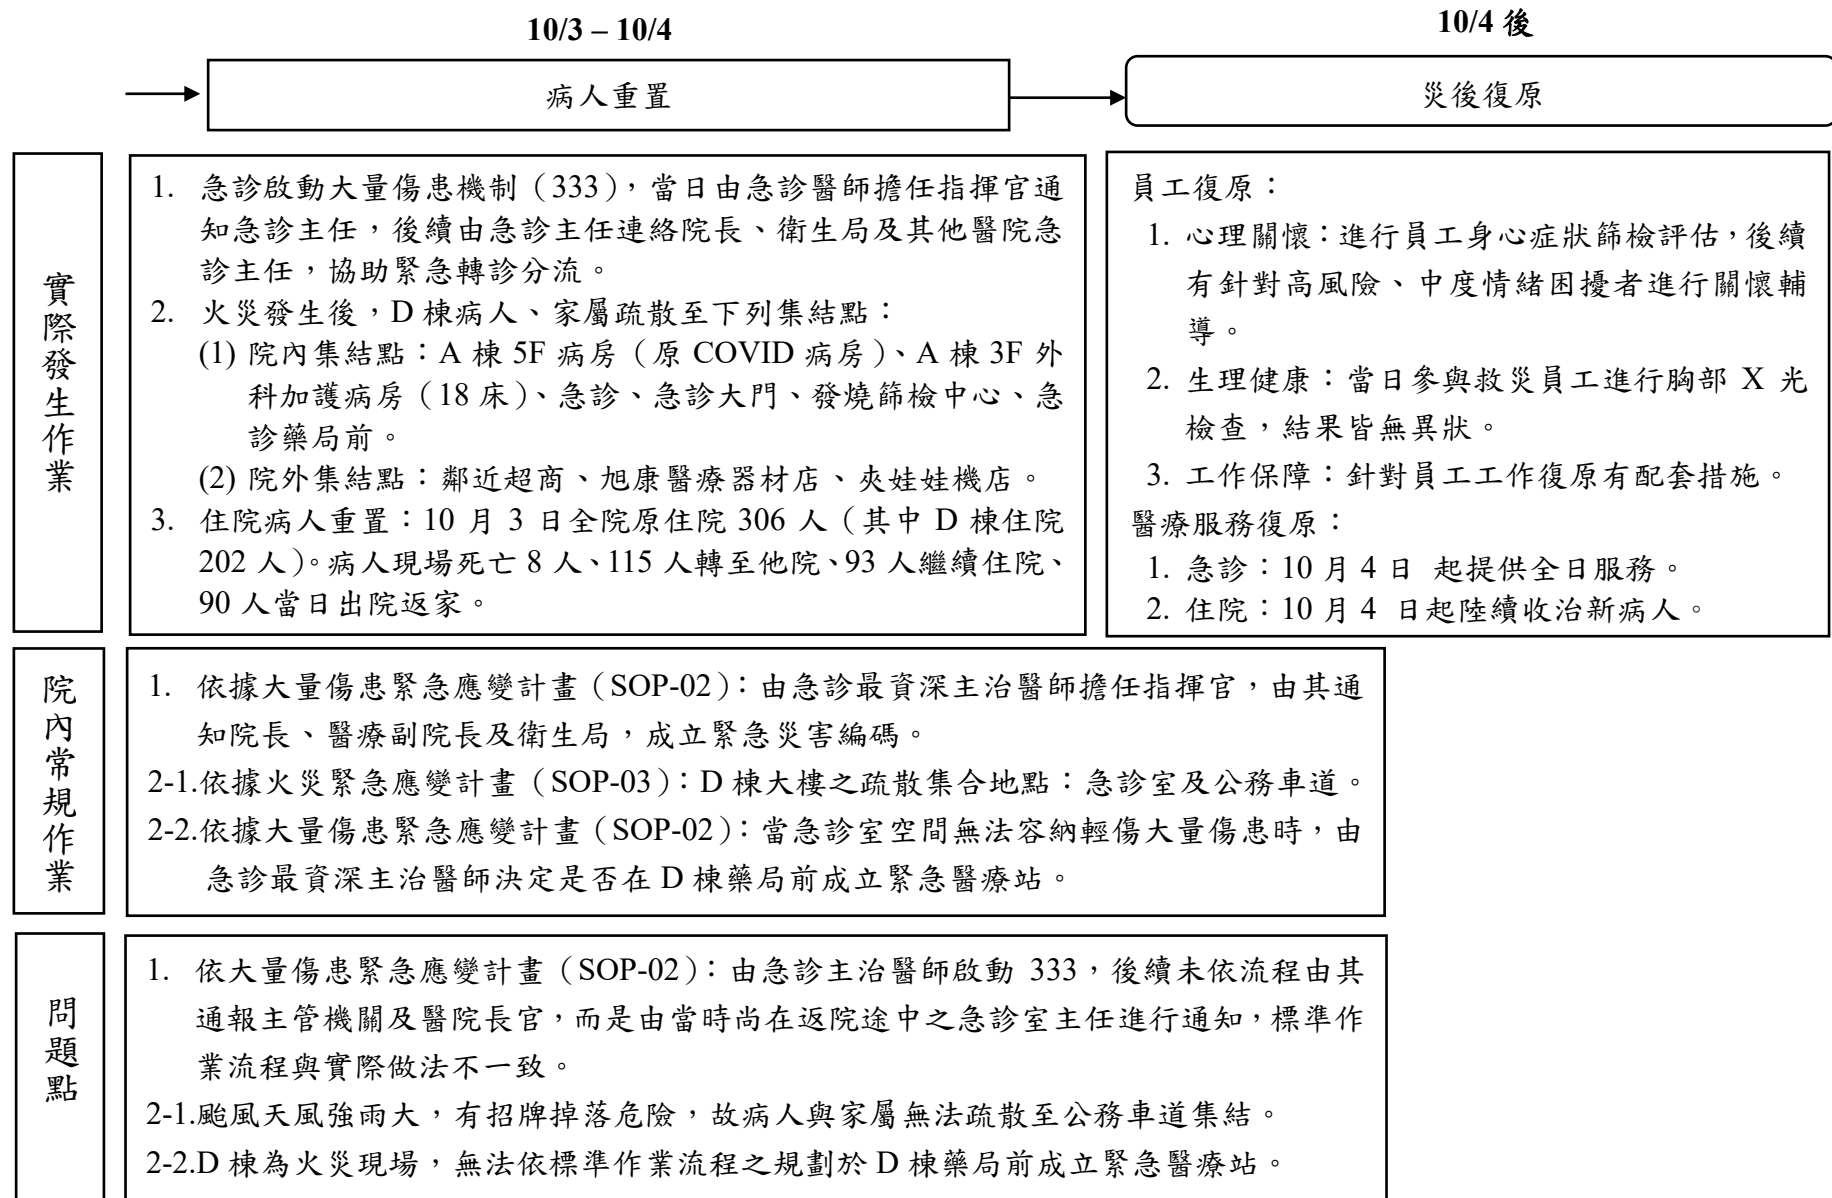 10/3 – 10/4
10/4 後
病人重置
災後復原
實際發生作業
1. 急診啟動大量傷患機制（333），當日由急診醫師擔任指揮官通
知急診主任，後續由急診主任連絡院長、衛生局及其他醫院急
診主任，協助緊急轉診分流。
2. 火災發生後，D 棟病人、家屬疏散至下列集結點：
(1) 院內集結點：A 棟 5F 病房（原 COVID 病房）、A 棟 3F 外
科加護病房（18 床）、急診、急診大門、發燒篩檢中心、急
診藥局前。
(2) 院外集結點：鄰近超商、旭康醫療器材店、夾娃娃機店。
3. 住院病人重置：10 月 3 日全院原住院 306 人（其中 D 棟住院
202 人）。病人現場死亡 8 人、115 人轉至他院、93 人繼續住院、
90 人當日出院返家。
員工復原：
1. 心理關懷：進行員工身心症狀篩檢評估，後續
有針對高風險、中度情緒困擾者進行關懷輔
導。
2. 生理健康：當日參與救災員工進行胸部 X 光
檢查，結果皆無異狀。
3. 工作保障：針對員工工作復原有配套措施。
醫療服務復原：
1. 急診：10 月 4 日 起提供全日服務。
2. 住院：10 月 4 日起陸續收治新病人。
院內常規作業
1. 依據大量傷患緊急應變計畫（SOP-02）：由急診最資深主治醫師擔任指揮官，由其通
知院長、醫療副院長及衛生局，成立緊急災害編碼。
2-1.依據火災緊急應變計畫（SOP-03）：D 棟大樓之疏散集合地點：急診室及公務車道。
2-2.依據大量傷患緊急應變計畫（SOP-02）：當急診室空間無法容納輕傷大量傷患時，由
急診最資深主治醫師決定是否在 D 棟藥局前成立緊急醫療站。
問題點
1. 依大量傷患緊急應變計畫（SOP-02）：由急診主治醫師啟動 333，後續未依流程由其
通報主管機關及醫院長官，而是由當時尚在返院途中之急診室主任進行通知，標準作
業流程與實際做法不一致。
2-1.颱風天風強雨大，有招牌掉落危險，故病人與家屬無法疏散至公務車道集結。
2-2.D 棟為火災現場，無法依標準作業流程之規劃於 D 棟藥局前成立緊急醫療站。